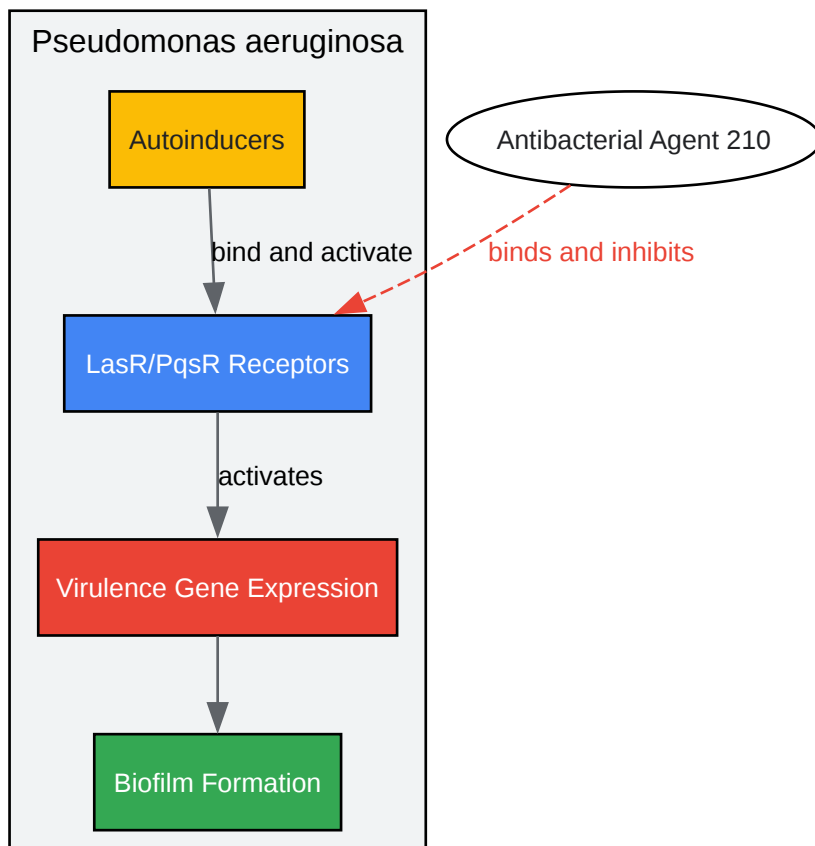 Pseudomonas aeruginosa
Autoinducers
Antibacterial Agent 210
bind and activate
binds and inhibits
LasR/PqsR Receptors
activates
Virulence Gene Expression
Biofilm Formation